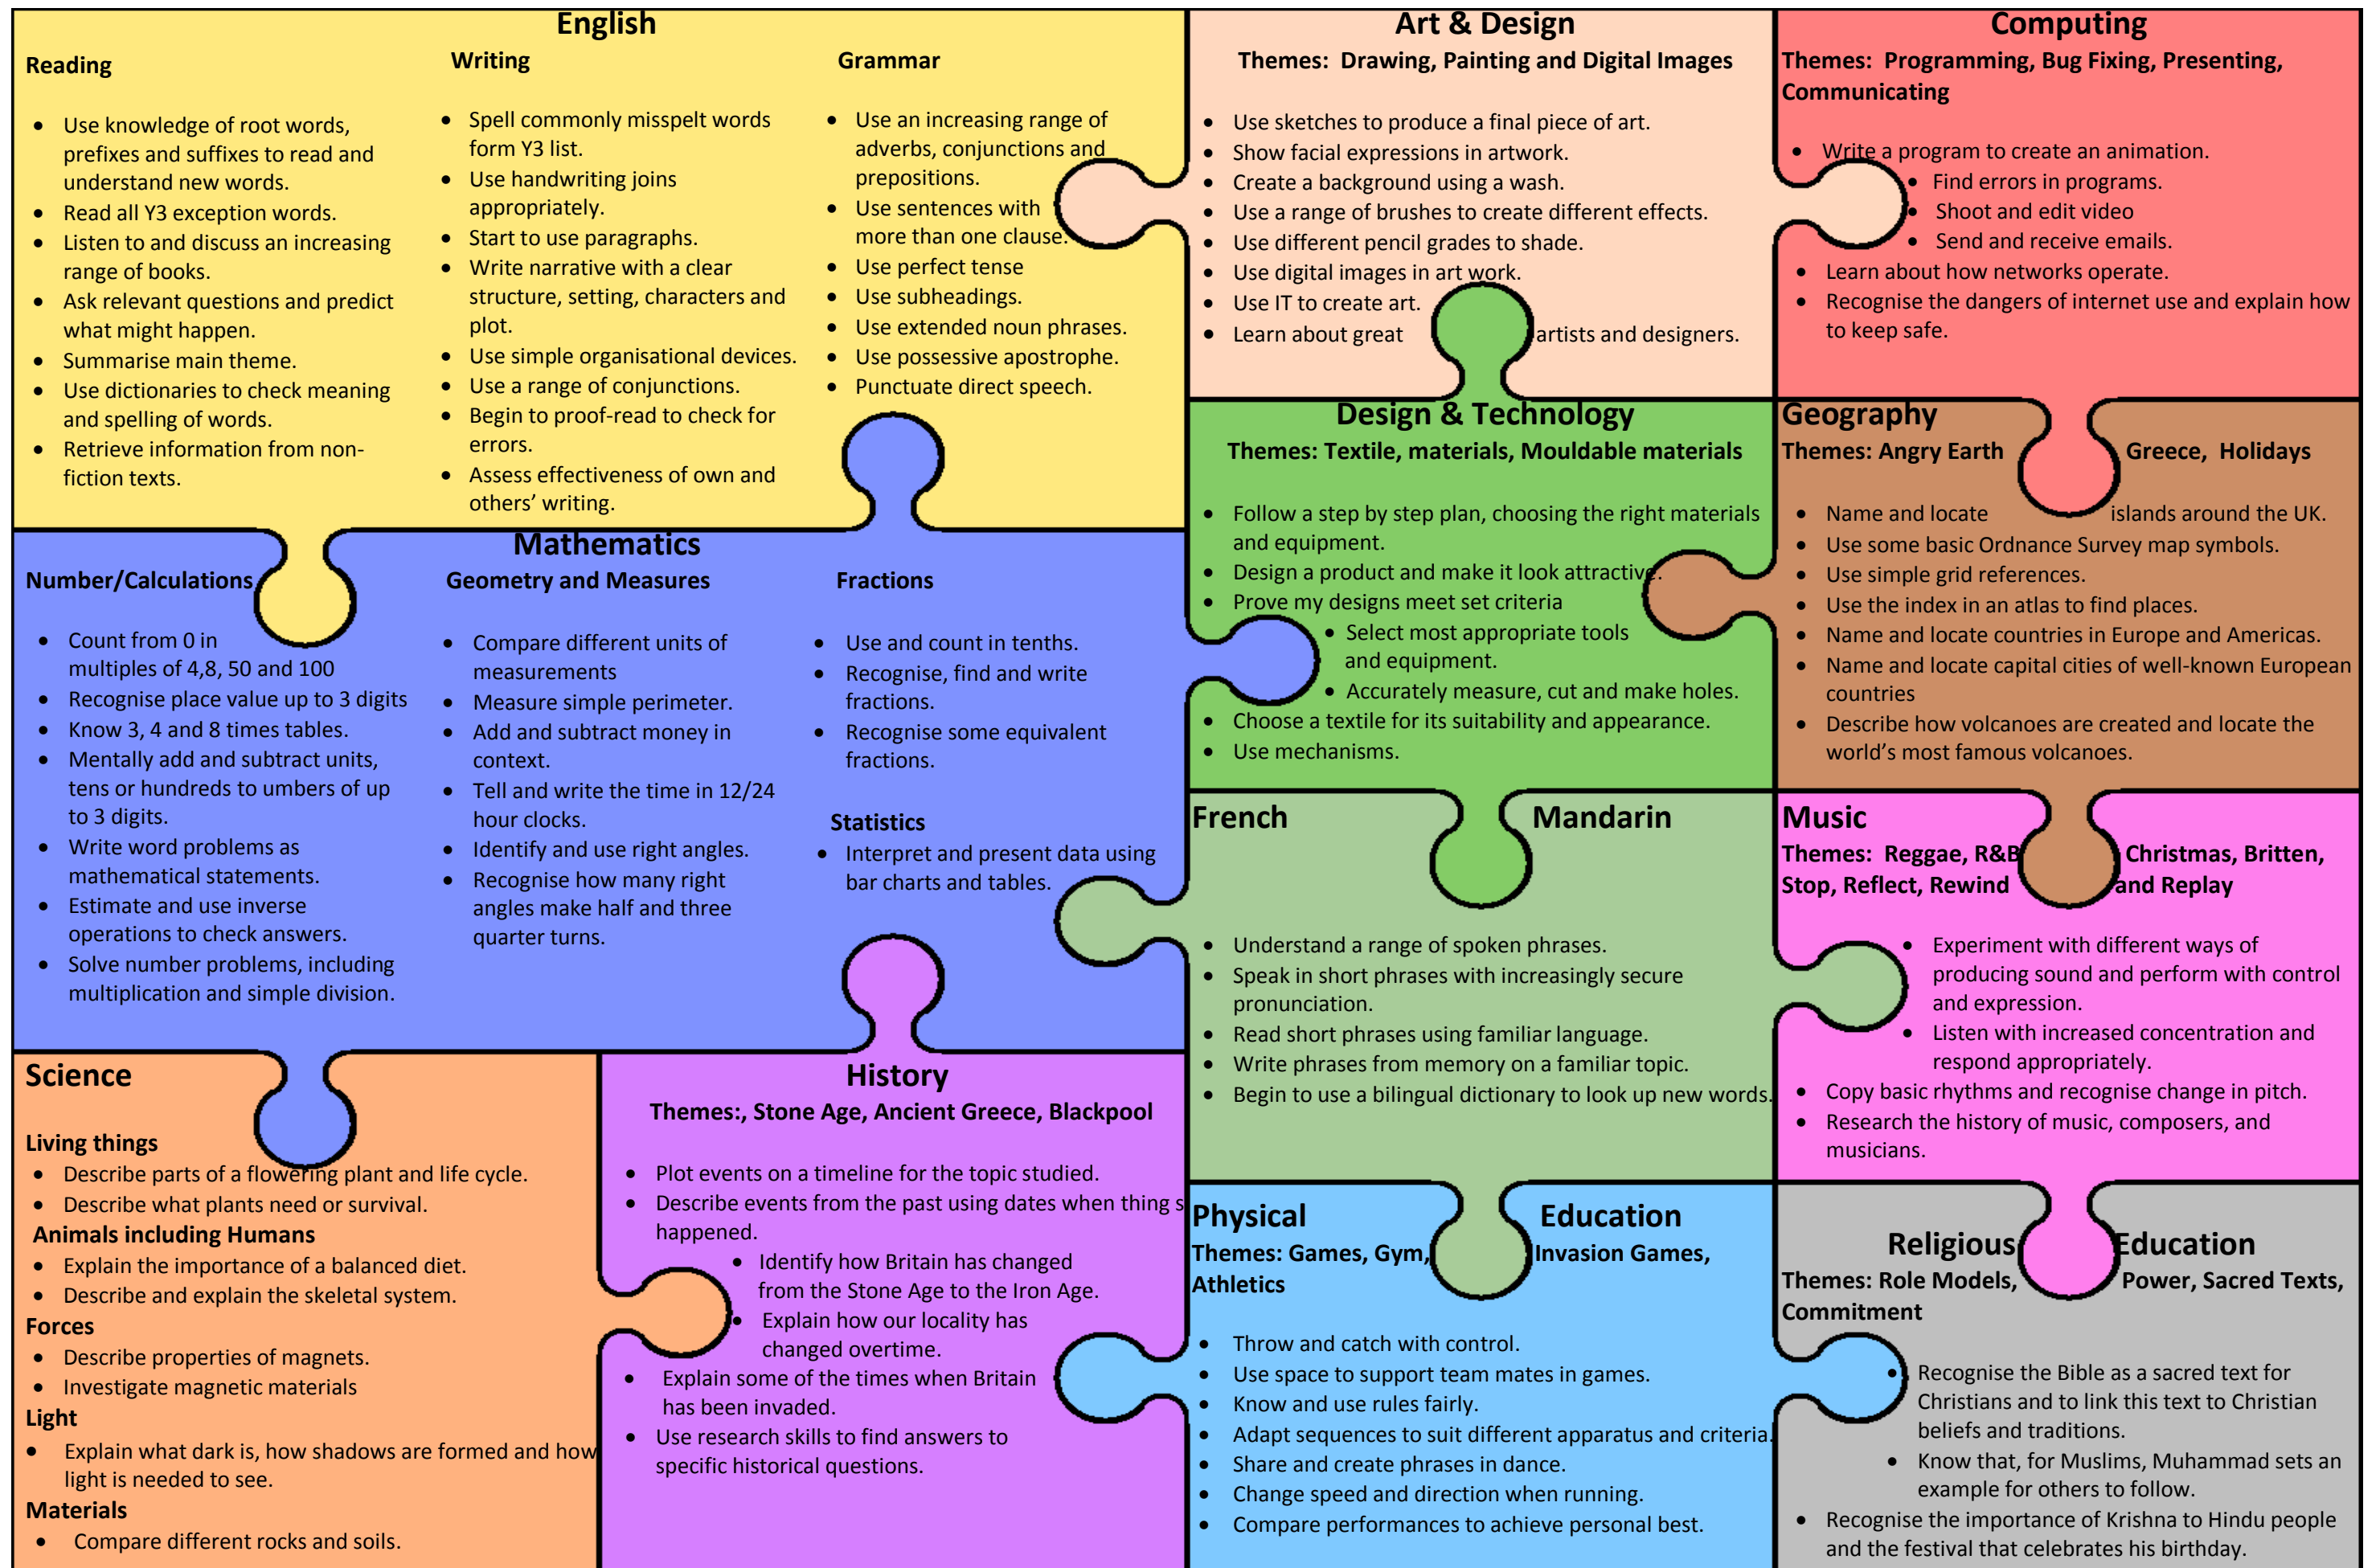 English
Reading
• Use knowledge of root words,
prefixes and suffixes to read and
understand new words.
• Read all Y3 exception words.
• Listen to and discuss an increasing
range of books.
• Ask relevant questions and predict
what might happen.
• Summarise main theme.
• Use dictionaries to check meaning
and spelling of words.
• Retrieve information from non-
fiction texts.
Writing
• Spell commonly misspelt words
form Y3 list.
• Use handwriting joins
appropriately.
• Start to use paragraphs.
• Write narrative with a clear
structure, setting, characters and
plot.
• Use simple organisational devices.
• Use a range of conjunctions.
• Begin to proof-read to check for
errors.
• Assess effectiveness of own and
others’ writing.
Grammar
• Use an increasing range of
adverbs, conjunctions and
prepositions.
• Use sentences with
more than one clause.
• Use perfect tense
• Use subheadings.
• Use extended noun phrases.
• Use possessive apostrophe.
• Punctuate direct speech.
Art & Design
Themes: Drawing, Painting and Digital Images
• Use sketches to produce a final piece of art.
• Show facial expressions in artwork.
• Create a background using a wash.
• Use a range of brushes to create different effects.
• Use different pencil grades to shade.
• Use digital images in art work.
• Use IT to create art.
• Learn about great artists and designers.
Computing
Themes: Programming, Bug Fixing, Presenting,
Communicating
• Write a program to create an animation.
• Find errors in programs.
• Shoot and edit video
• Send and receive emails.
• Learn about how networks operate.
• Recognise the dangers of internet use and explain how
to keep safe.
Mathematics
Number/Calculations
• Count from 0 in
multiples of 4,8, 50 and 100
• Recognise place value up to 3 digits
• Know 3, 4 and 8 times tables.
• Mentally add and subtract units,
tens or hundreds to umbers of up
to 3 digits.
• Write word problems as
mathematical statements.
• Estimate and use inverse
operations to check answers.
• Solve number problems, including
multiplication and simple division.
Geometry and Measures
• Compare different units of
measurements
• Measure simple perimeter.
• Add and subtract money in
context.
• Tell and write the time in 12/24
hour clocks.
• Identify and use right angles.
• Recognise how many right
angles make half and three
quarter turns.
Fractions
• Use and count in tenths.
• Recognise, find and write
fractions.
• Recognise some equivalent
fractions.
Statistics
• Interpret and present data using
bar charts and tables.
Design & Technology
Themes: Textile, materials, Mouldable materials
• Follow a step by step plan, choosing the right materials
and equipment.
• Design a product and make it look attractive.
• Prove my designs meet set criteria
• Select most appropriate tools
and equipment.
• Accurately measure, cut and make holes.
• Choose a textile for its suitability and appearance.
• Use mechanisms.
Geography
Themes: Angry Earth Greece, Holidays
• Name and locate islands around the UK.
• Use some basic Ordnance Survey map symbols.
• Use simple grid references.
• Use the index in an atlas to find places.
• Name and locate countries in Europe and Americas.
• Name and locate capital cities of well-known European
countries
• Describe how volcanoes are created and locate the
world’s most famous volcanoes.
French Mandarin
• Understand a range of spoken phrases.
• Speak in short phrases with increasingly secure
pronunciation.
• Read short phrases using familiar language.
• Write phrases from memory on a familiar topic.
• Begin to use a bilingual dictionary to look up new words.
Music
Themes: Reggae, R&B Christmas, Britten,
Stop, Reflect, Rewind and Replay
• Experiment with different ways of
producing sound and perform with control
and expression.
• Listen with increased concentration and
respond appropriately.
• Copy basic rhythms and recognise change in pitch.
• Research the history of music, composers, and
musicians.
Science
Living things
• Describe parts of a flowering plant and life cycle.
• Describe what plants need or survival.
Animals including Humans
• Explain the importance of a balanced diet.
• Describe and explain the skeletal system.
Forces
• Describe properties of magnets.
• Investigate magnetic materials
Light
• Explain what dark is, how shadows are formed and how
light is needed to see.
Materials
• Compare different rocks and soils.
History
Themes:, Stone Age, Ancient Greece, Blackpool
• Plot events on a timeline for the topic studied.
• Describe events from the past using dates when thing s
happened.
• Identify how Britain has changed
from the Stone Age to the Iron Age.
• Explain how our locality has
changed overtime.
• Explain some of the times when Britain
has been invaded.
• Use research skills to find answers to
specific historical questions.
Physical Education
Themes: Games, Gym, Invasion Games,
Athletics
• Throw and catch with control.
• Use space to support team mates in games.
• Know and use rules fairly.
• Adapt sequences to suit different apparatus and criteria.
• Share and create phrases in dance.
• Change speed and direction when running.
• Compare performances to achieve personal best.
Religious Education
Themes: Role Models, Power, Sacred Texts,
Commitment
• Recognise the Bible as a sacred text for
Christians and to link this text to Christian
beliefs and traditions.
• Know that, for Muslims, Muhammad sets an
example for others to follow.
• Recognise the importance of Krishna to Hindu people
and the festival that celebrates his birthday.